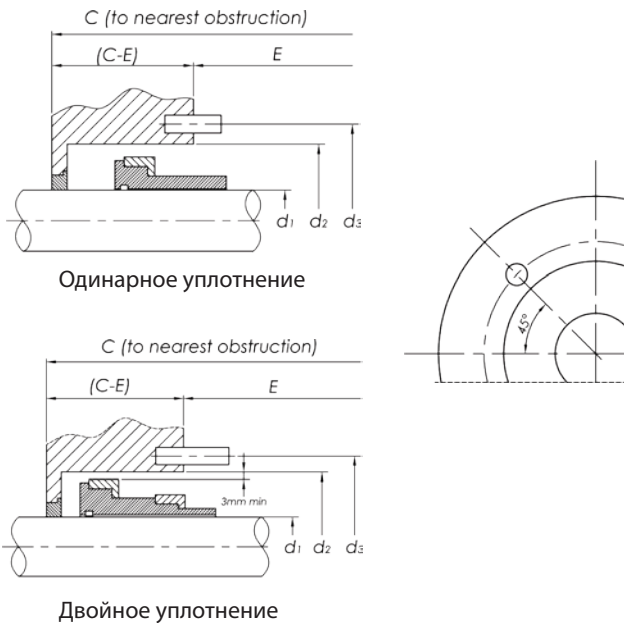 C (to nearest obstruction)
(C-E) E
d1 d2 d3
Одинарное уплотнение
45°
C (to nearest obstruction)
(C-E) E
3mm min
d1 d2 d3
Двойное уплотнение